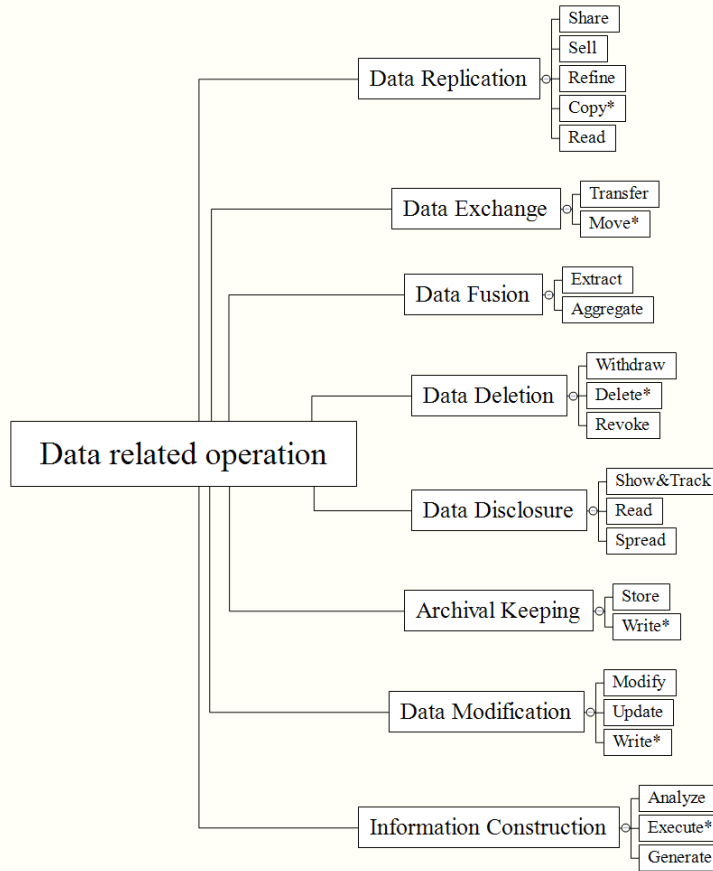 Share
Sell
Data Replication
Refine
Copy*
Read
Transfer
Data Exchange
Move*
Extract
Data Fusion
Aggregate
Withdraw
Data Deletion
Delete*
Revoke
Data related operation
Show&Track
Data Disclosure
Read
Spread
Store
Archival Keeping
Write*
Modify
Data Modification
Update
Write*
Analyze
Information Construction
Execute*
Generate